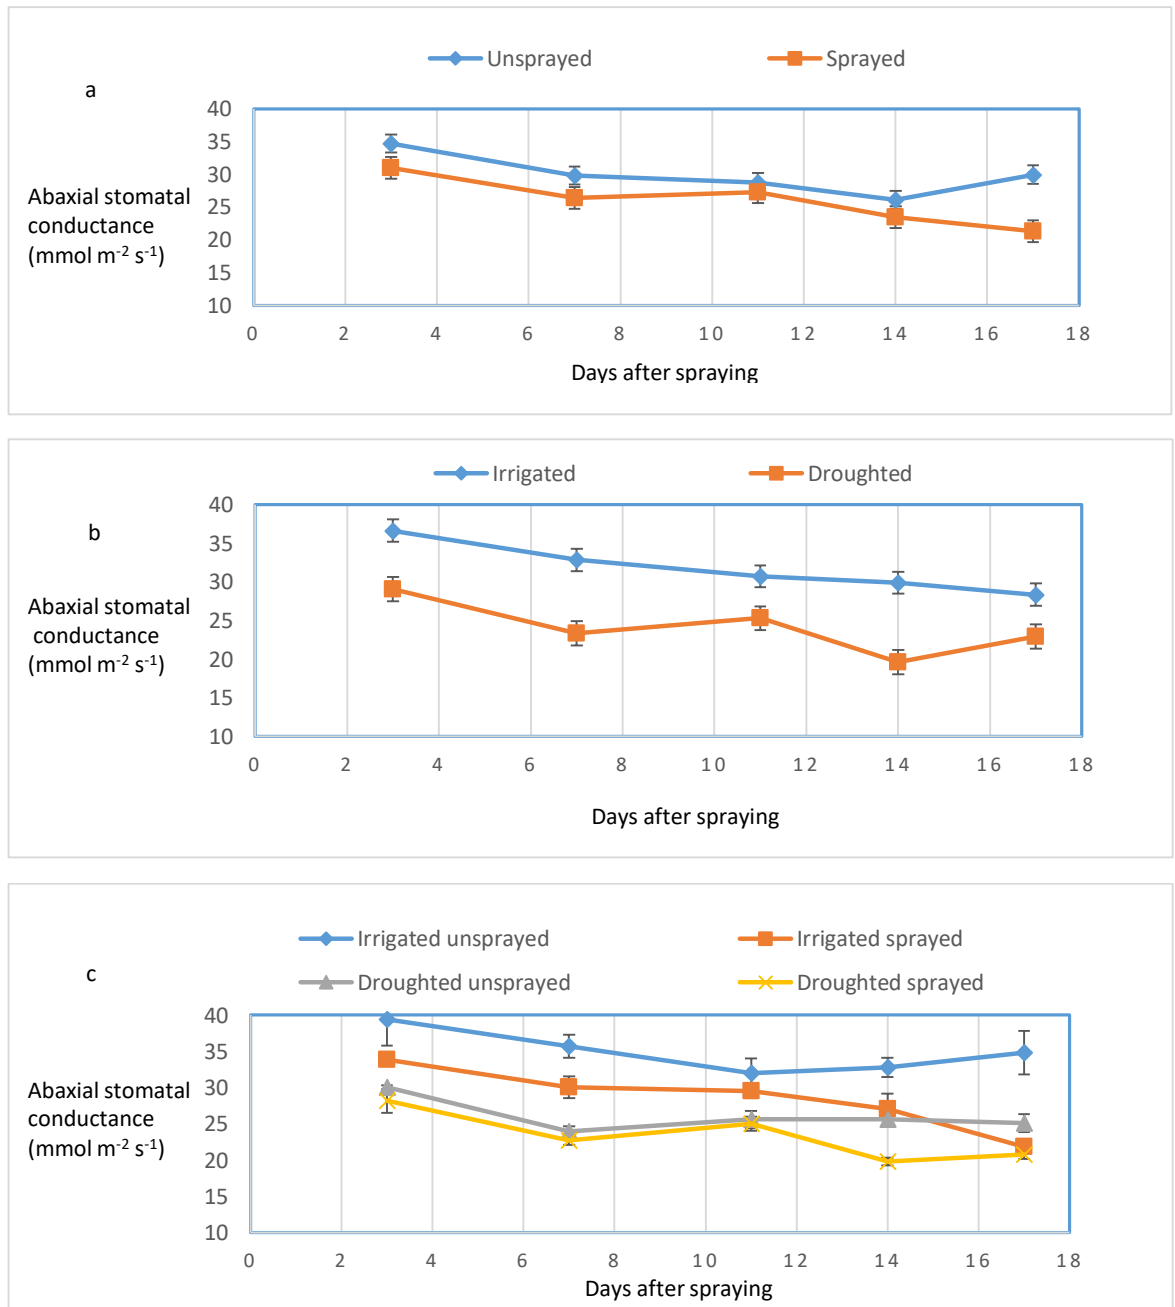 Unsprayed Sprayed
a
40
35
30
25
20
15
10
Abaxial stomatal
conductance
(mmol m-2 s-1)
0 2 4 6 8 10 12 14 16 18
Days after spraying
Irrigated Droughted
b
40
35
30
25
20
15
10
Abaxial stomatal
conductance
(mmol m-2 s-1)
0 2 4 6 8 10 12 14 16 18
Days after spraying
Irrigated unsprayed Irrigated sprayed
Droughted unsprayed Droughted sprayed
c
40
35
30
25
20
15
10
Abaxial stomatal
conductance
(mmol m-2 s-1)
0 2 4 6 8 10 12 14 16 18
Days after spraying